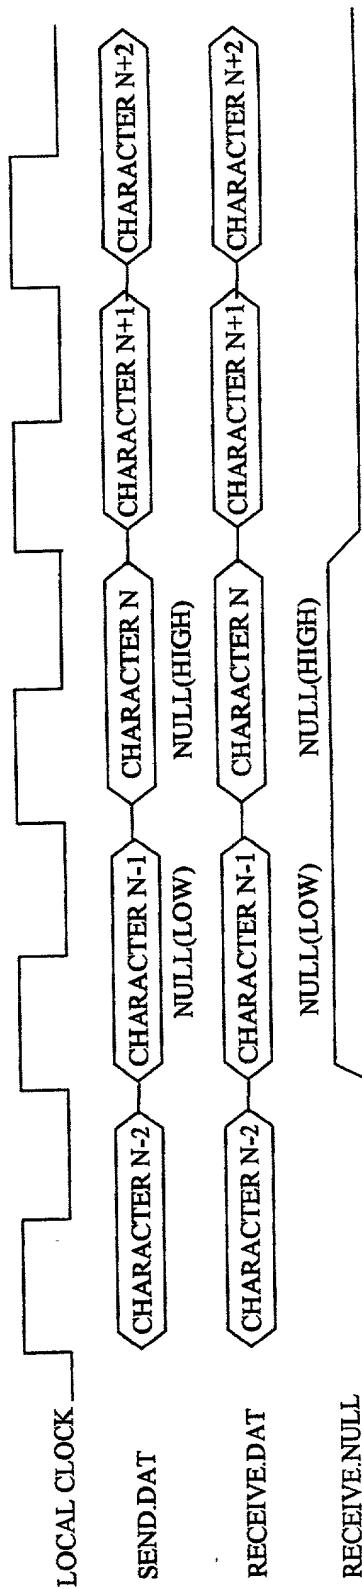 LOCAL CLOCK
SEND.DAT
CHARACTER N-2
CHARACTER N-1
CHARACTER N
CHARACTER N+1
CHARACTER N+2
NULL(LOW)
NULL(HIGH)
RECEIVE.DAT
CHARACTER N-2
CHARACTER N-1
CHARACTER N
CHARACTER N+1
CHARACTER N+2
NULL(LOW)
NULL(HIGH)
RECEIVE.NULL